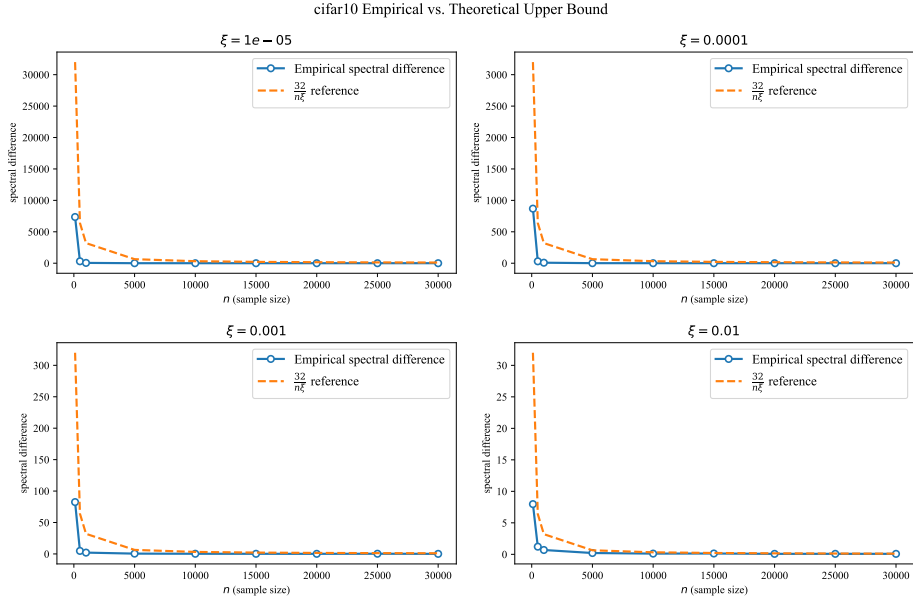 cifar10 Empirical vs. Theoretical Upper Bound
ξ = 1e−05
spectral difference
30000
25000
20000
15000
10000
5000
0
Empirical spectral difference
32/nξ reference
0 5000 10000 15000 20000 25000 30000
n (sample size)
ξ = 0.0001
spectral difference
3000
2500
2000
1500
1000
500
0
Empirical spectral difference
32/nξ reference
0 5000 10000 15000 20000 25000 30000
n (sample size)
ξ = 0.001
spectral difference
300
250
200
150
100
50
0
Empirical spectral difference
32/nξ reference
0 5000 10000 15000 20000 25000 30000
n (sample size)
ξ = 0.01
spectral difference
30
25
20
15
10
5
0
Empirical spectral difference
32/nξ reference
0 5000 10000 15000 20000 25000 30000
n (sample size)